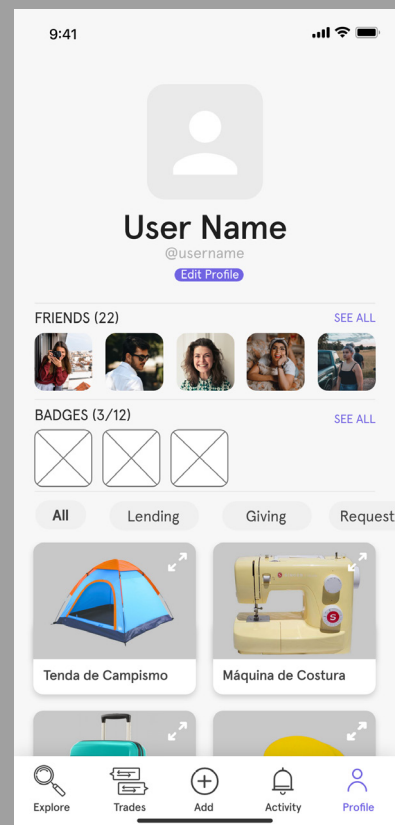 9:41
User Name
@username
Edit Profile
FRIENDS (22) SEE ALL
BADGES (3/12) SEE ALL
All Lending Giving Request
Tenda de Campismo Máquina de Costura
Explore Trades Add Activity Profile